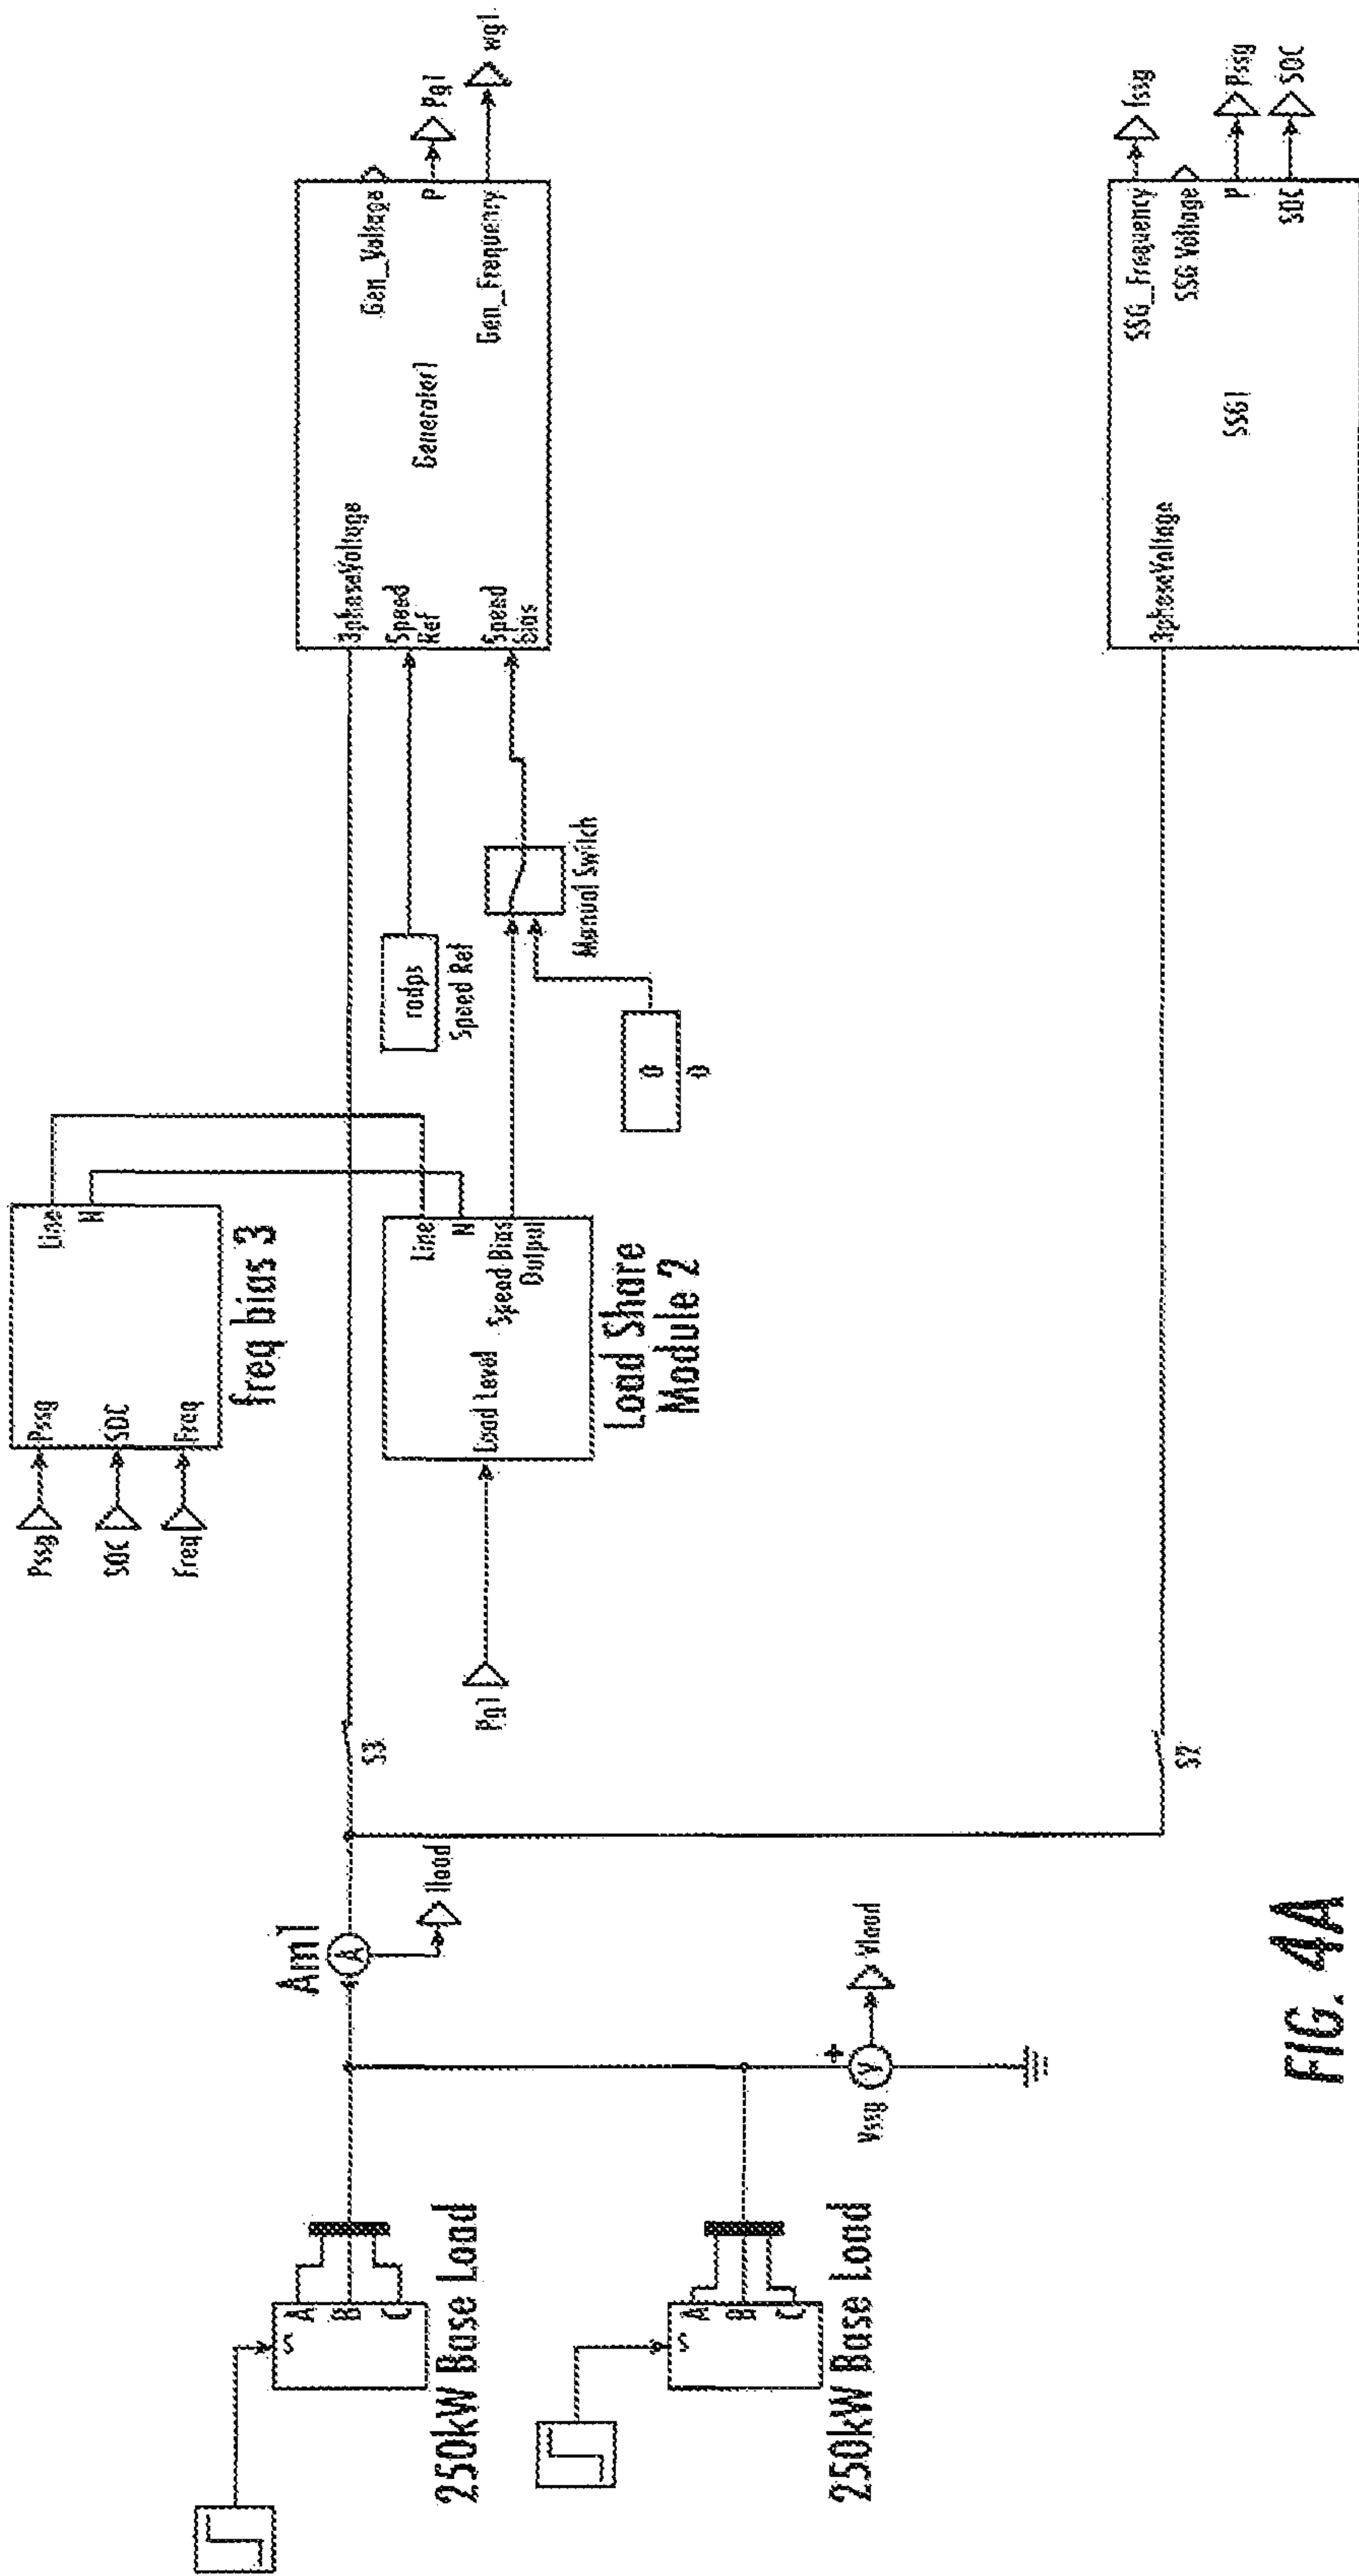 Pssg
SOC
Freq
Pssg
SOC
Freq
Line
N
freq bias 3
250kW Base Load
S
A
B
C
Am1
A
Iload
S3
Pg1
Load Level
Line
N
Speed Bias
Output
Load Share
Module 2
radps
Speed Ref
0
0
Manual Switch
3phaseVoltage
Speed
Ref
Speed
bias
Generator1
Gen_Voltage
P
Gen_Frequency
Pg1
wg1
250kW Base Load
S
A
B
C
+
V
Vssg
Vload
S2
3phaseVoltage
SSG1
SSG_Frequency
SSG Voltage
P
SOC
fssg
Pssg
SOC
FIG. 4A